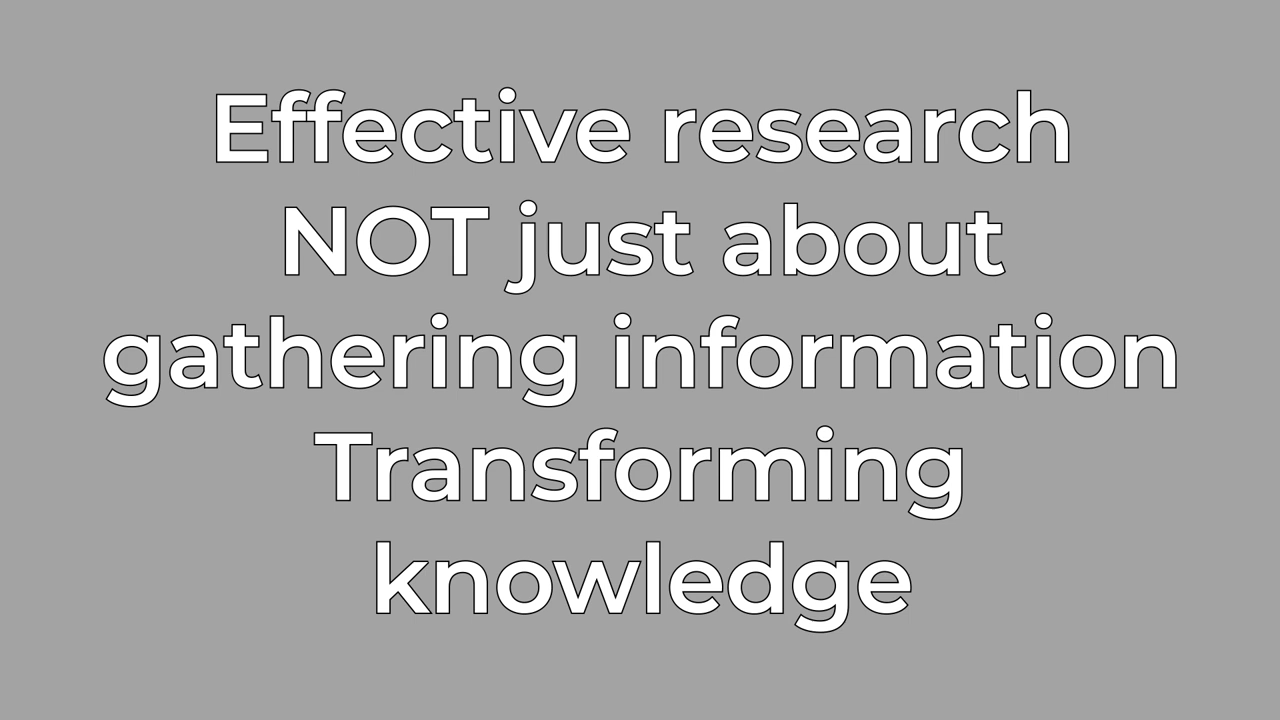 Effective research
NOT just about
gathering information
Transforming
knowledge